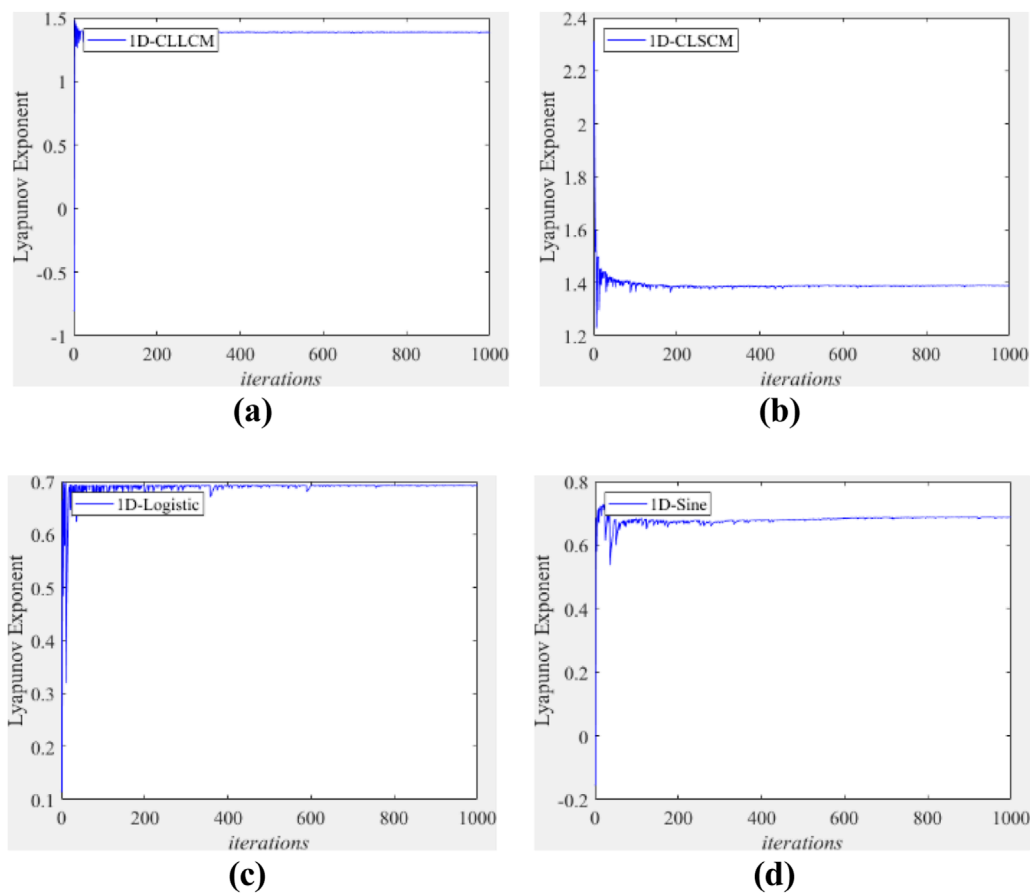 1.5
1
0.5
0
-0.5
-1
Lyapunov Exponent
1D-CLLCM
0 200 400 600 800 1000
iterations
(a)
2.4
2.2
2
1.8
1.6
1.4
1.2
Lyapunov Exponent
1D-CLSCM
0 200 400 600 800 1000
iterations
(b)
0.7
0.6
0.5
0.4
0.3
0.2
0.1
Lyapunov Exponent
1D-Logistic
0 200 400 600 800 1000
iterations
(c)
0.8
0.6
0.4
0.2
0
-0.2
Lyapunov Exponent
1D-Sine
0 200 400 600 800 1000
iterations
(d)